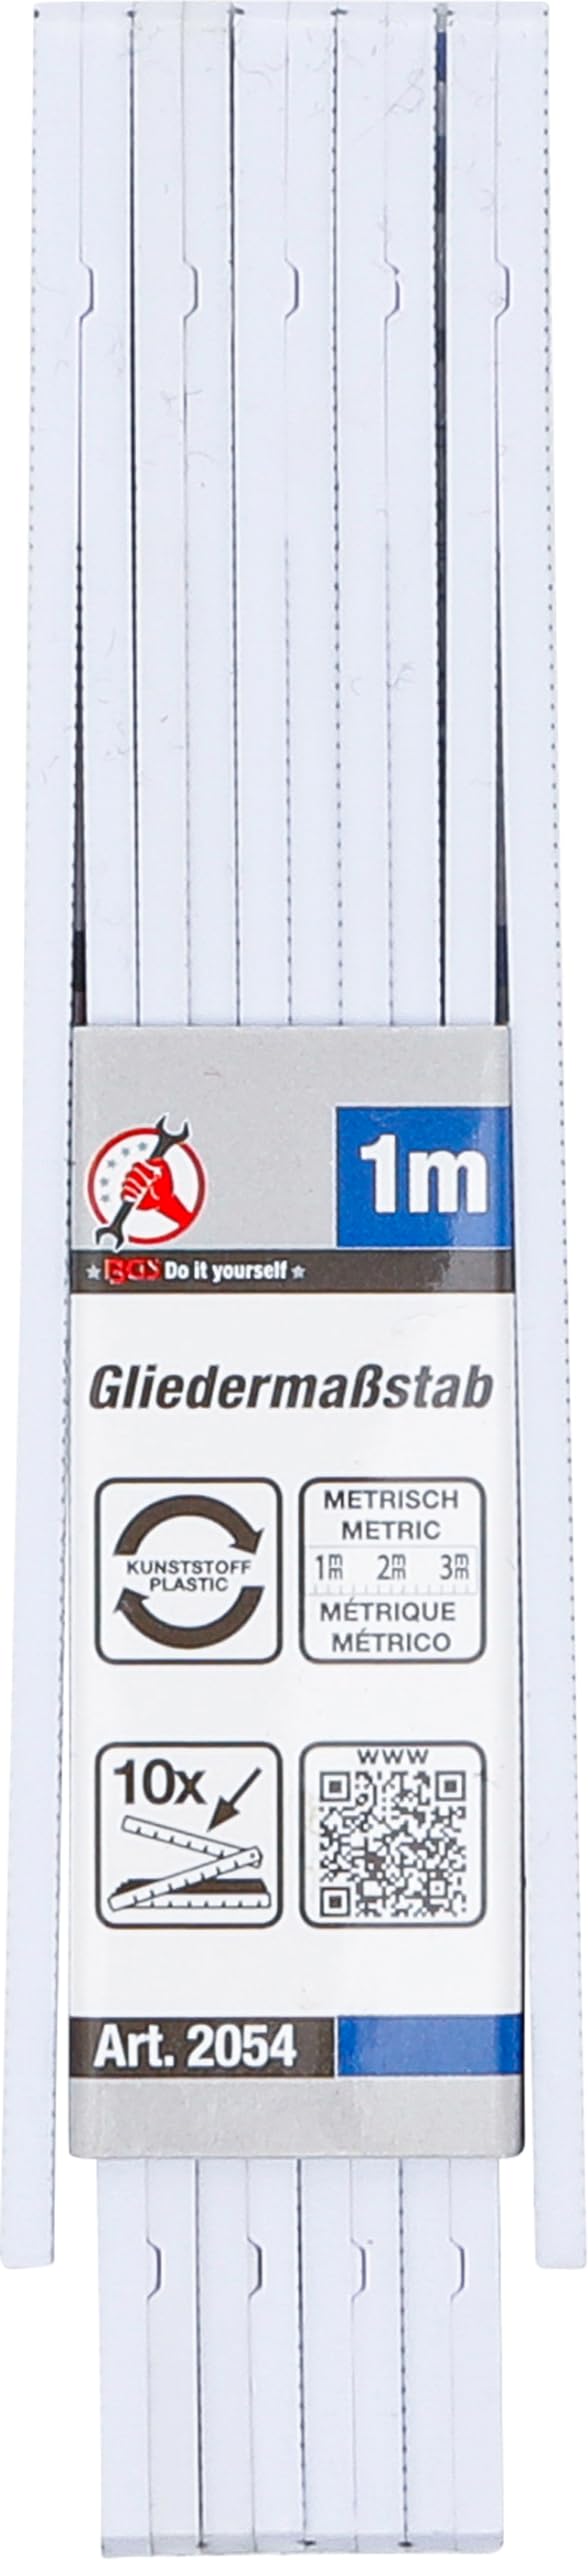 1m
BGS Do it yourself
Gliedermaßstab
KUNSTSTOFF
PLASTIC
METRISCH
METRIC
1m 2m 3m
MÉTRIQUE
MÉTRICO
10x
www
Art. 2054